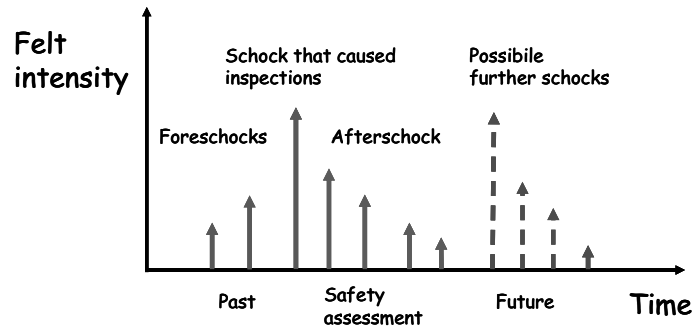 Felt
intensity
Schock that caused
inspections
Possibile
further schocks
Foreschocks
Afterschock
Past
Safety
assessment
Future
Time